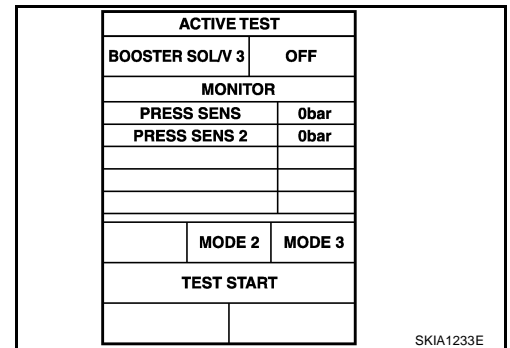 ACTIVE TEST
BOOSTER SOL/V 3 OFF
MONITOR
PRESS SENS 0bar
PRESS SENS 2 0bar
MODE 2 MODE 3
TEST START
SKIA1233E